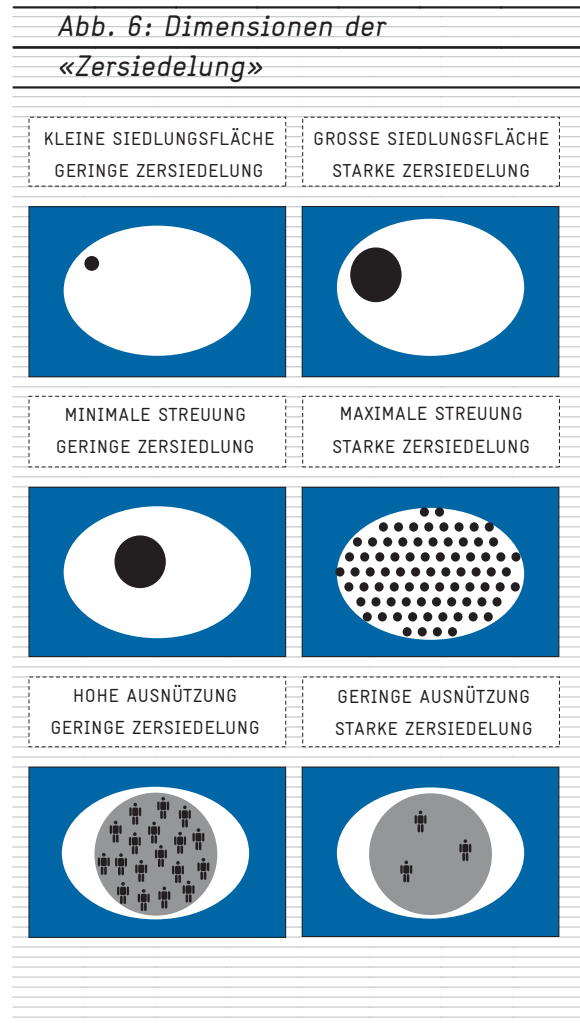 Abb. 6: Dimensionen der
«Zersiedelung»
KLEINE SIEDLUNGSFLÄCHE
GERINGE ZERSIEDELUNG
GROSSE SIEDLUNGSFLÄCHE
STARKE ZERSIEDELUNG
MINIMALE STREUUNG
GERINGE ZERSIEDLUNG
MAXIMALE STREUUNG
STARKE ZERSIEDELUNG
HOHE AUSNÜTZUNG
GERINGE ZERSIEDELUNG
GERINGE AUSNÜTZUNG
STARKE ZERSIEDELUNG